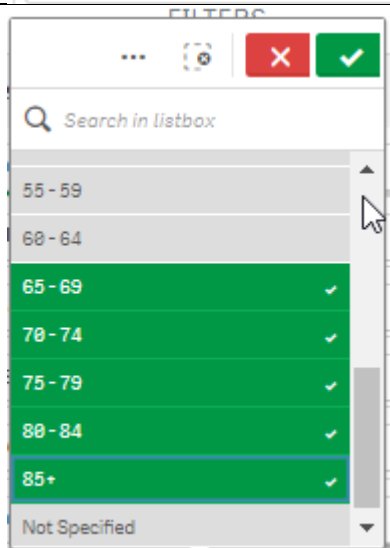 FILTERS
...
Search in listbox
55-59
60-64
65-69
70-74
75-79
80-84
85+
Not Specified